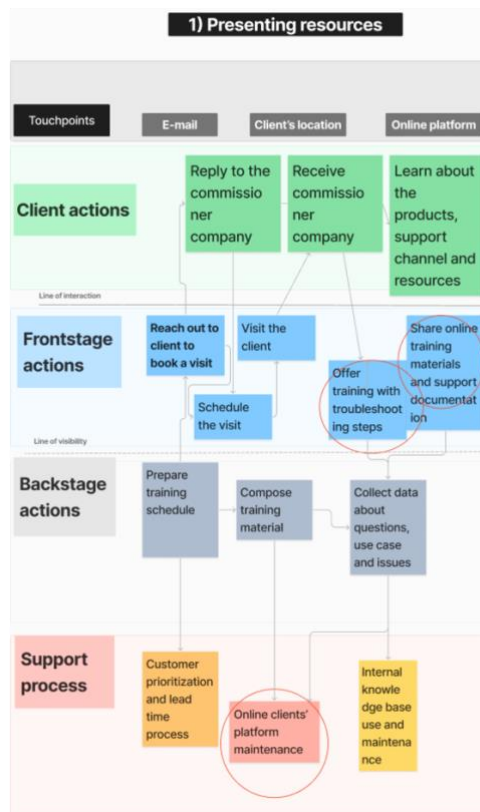 1) Presenting resources
Touchpoints
E-mail
Client's location
Online platform
Client actions
Reply to the
commissio
ner
company
Receive
commissio
ner
company
Learn about
the
products,
support
channel and
resources
Line of interaction
Frontstage
actions
Reach out to
client to
book a visit
Visit the
client
Share online
training
materials
and support
documentat
ion
Schedule
the visit
Offer
training with
troubleshoot
ing steps
Line of visibility
Backstage
actions
Prepare
training
schedule
Compose
training
material
Collect data
about
questions,
use case
and issues
Support
process
Customer
prioritization
and lead
time
process
Online clients'
platform
maintenance
Internal
knowle
dge base
use and
maintena
nce